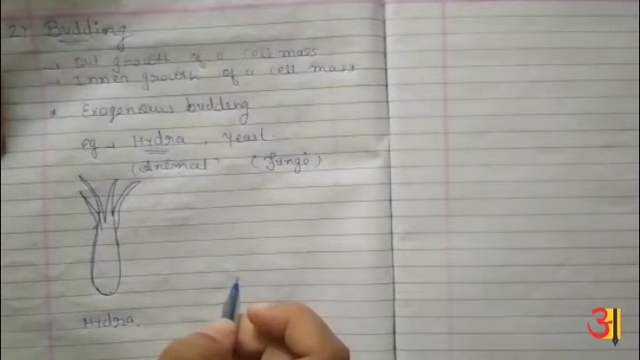 2) Budding
→ Out growth of a cell mass
→ Inner growth of a cell mass
* Exogenous budding
eg → Hydra, Yeast.
(Animal) (Fungi)
Hydra.
अ